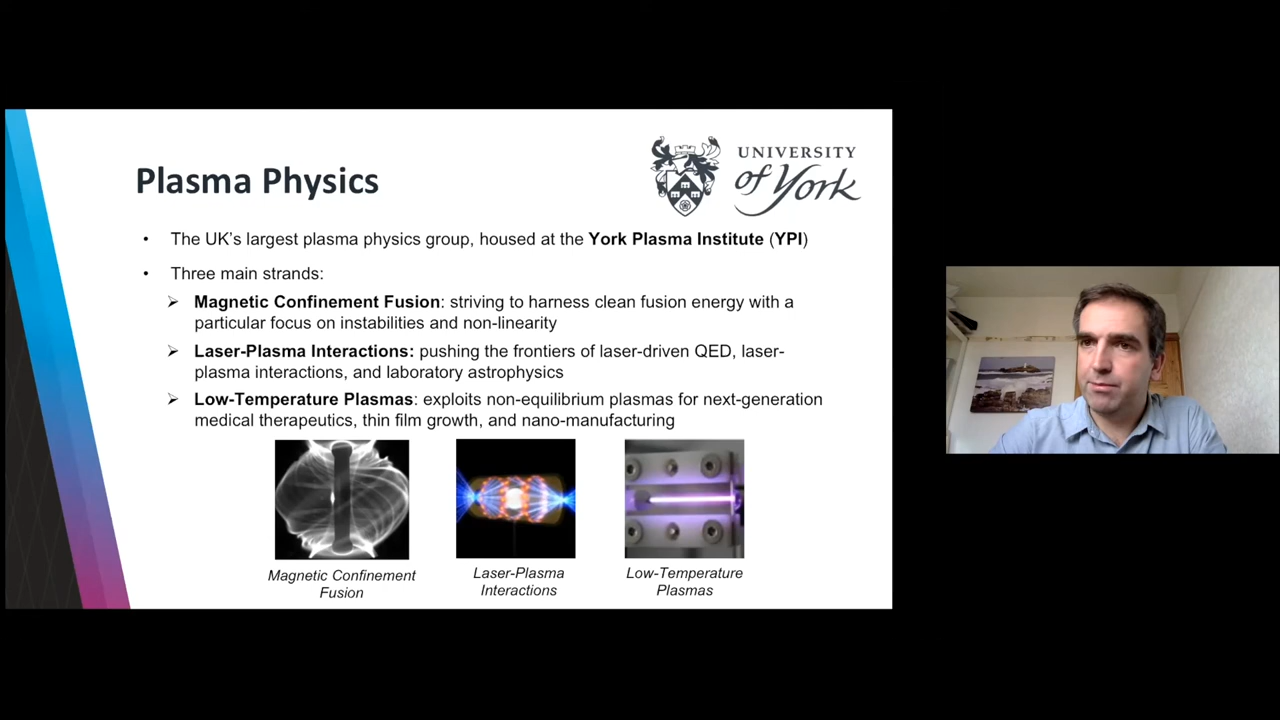 Plasma Physics
UNIVERSITY
of York
• The UK's largest plasma physics group, housed at the York Plasma Institute (YPI)
• Three main strands:
➢ Magnetic Confinement Fusion: striving to harness clean fusion energy with a
particular focus on instabilities and non-linearity
➢ Laser-Plasma Interactions: pushing the frontiers of laser-driven QED, laser-
plasma interactions, and laboratory astrophysics
➢ Low-Temperature Plasmas: exploits non-equilibrium plasmas for next-generation
medical therapeutics, thin film growth, and nano-manufacturing
Magnetic Confinement
Fusion
Laser-Plasma
Interactions
Low-Temperature
Plasmas